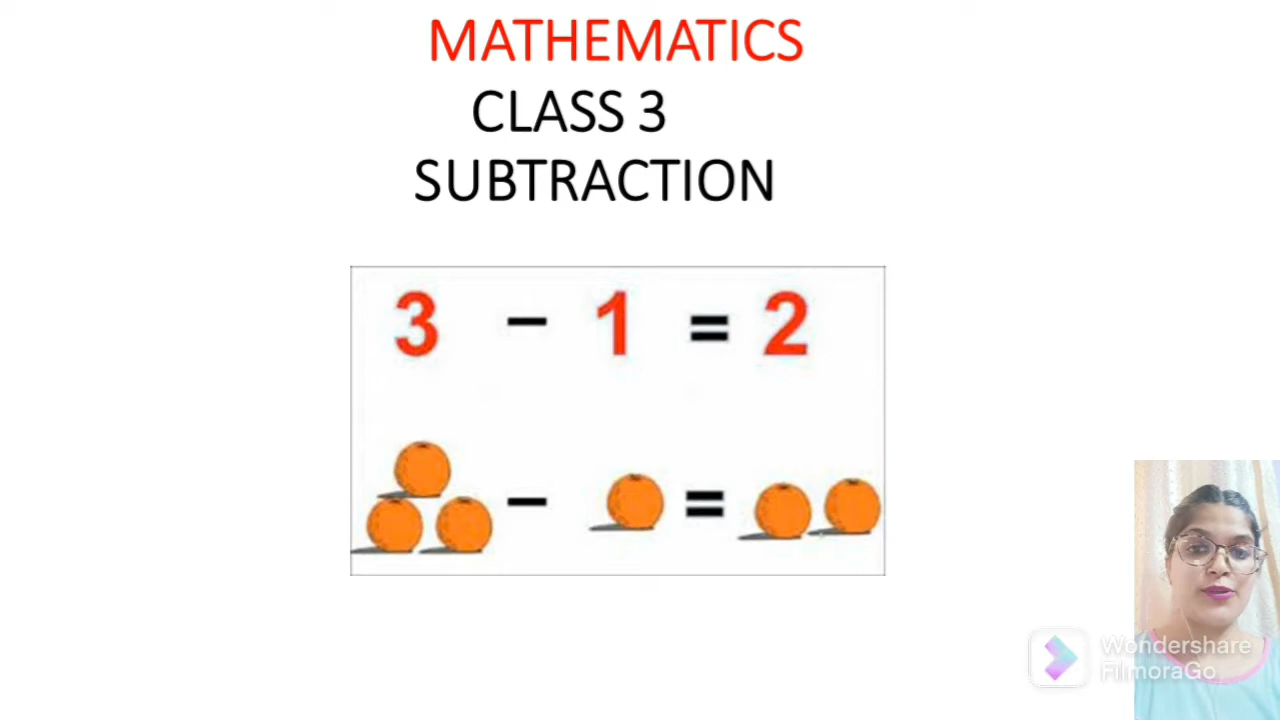 MATHEMATICS
CLASS 3
SUBTRACTION
3 - 1 = 2
- =
Wondershare
FilmoraGo